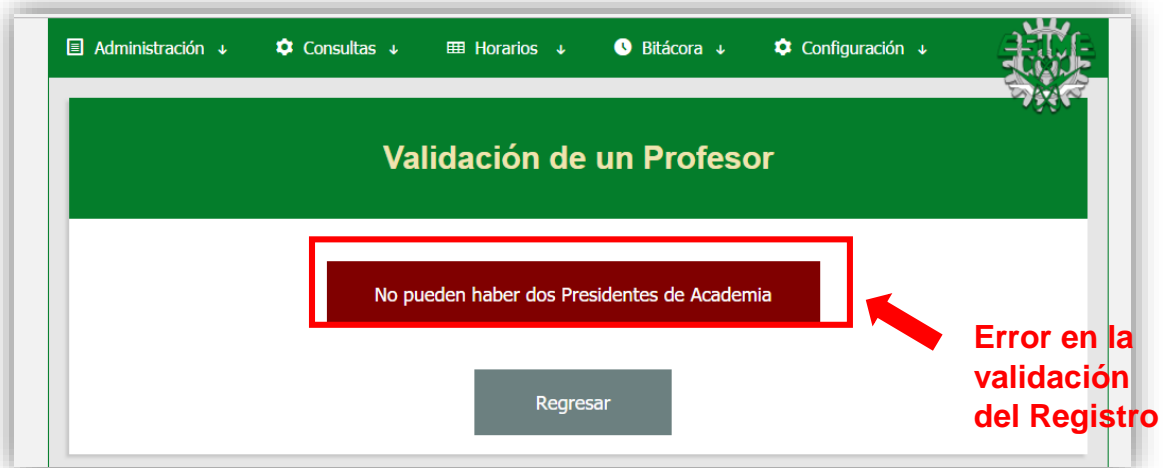 Administración ↓ Consultas ↓ Horarios ↓ Bitácora ↓ Configuración ↓
Validación de un Profesor
No pueden haber dos Presidentes de Academia
Error en la
validación
del Registro
Regresar